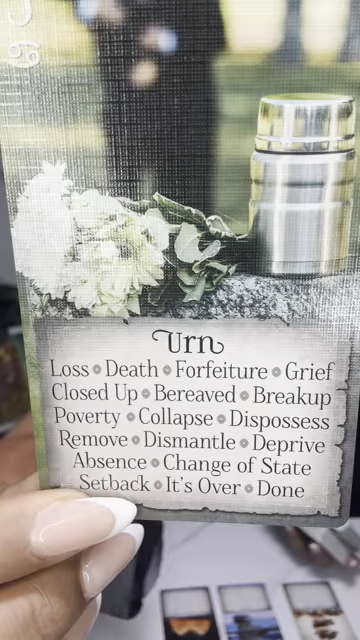 Urn
Loss • Death • Forfeiture • Grief
Closed Up • Bereaved • Breakup
Poverty • Collapse • Dispossess
Remove • Dismantle • Deprive
Absence • Change of State
Setback • It's Over • Done